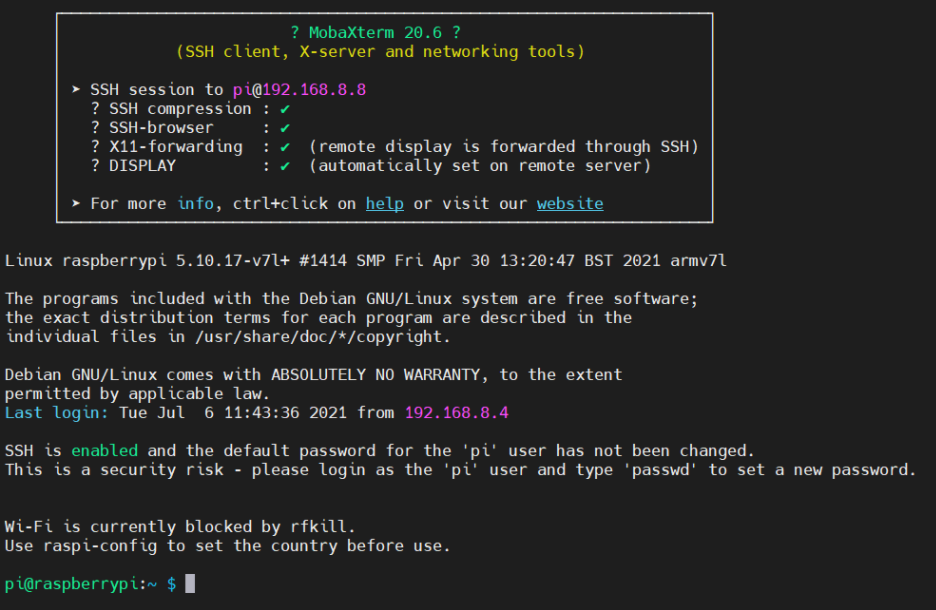 ? MobaXterm 20.6 ?
(SSH client, X-server and networking tools)
➤ SSH session to pi@192.168.8.8
? SSH compression : ✔
? SSH-browser     : ✔
? X11-forwarding  : ✔  (remote display is forwarded through SSH)
? DISPLAY         : ✔  (automatically set on remote server)
➤ For more info, ctrl+click on help or visit our website
Linux raspberrypi 5.10.17-v7l+ #1414 SMP Fri Apr 30 13:20:47 BST 2021 armv7l
The programs included with the Debian GNU/Linux system are free software;
the exact distribution terms for each program are described in the
individual files in /usr/share/doc/*/copyright.
Debian GNU/Linux comes with ABSOLUTELY NO WARRANTY, to the extent
permitted by applicable law.
Last login: Tue Jul  6 11:43:36 2021 from 192.168.8.4
SSH is enabled and the default password for the 'pi' user has not been changed.
This is a security risk - please login as the 'pi' user and type 'passwd' to set a new password.
Wi-Fi is currently blocked by rfkill.
Use raspi-config to set the country before use.
pi@raspberrypi:~ $